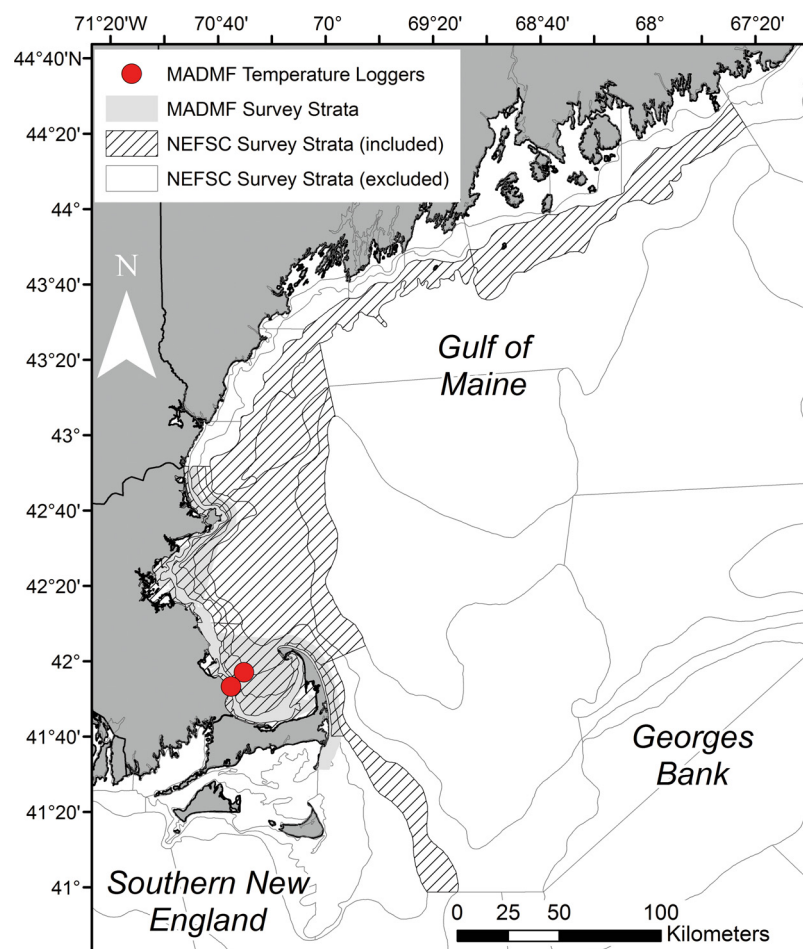 71°20' 70°40' 70° 69°20' 68°40' 68° 67°20'
44°40'N
44°20'
44°
43°40'
43°20'
43°
42°40'
42°20'
42°
41°40'
41°20'
41°
MADMF Temperature Loggers
MADMF Survey Strata
NEFSC Survey Strata (included)
NEFSC Survey Strata (excluded)
N
Gulf of
Maine
Georges
Bank
Southern New
England
0 25 50 100
Kilometers